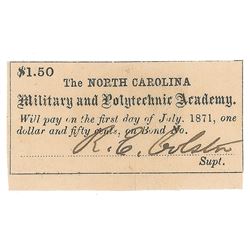 $1.50
The NORTH CAROLINA
Military and Polytechnic Academy.
Will pay on the first day of July, 1871, one
dollar and fifty cents, on Bond No.
R. E. Colston
Supt.